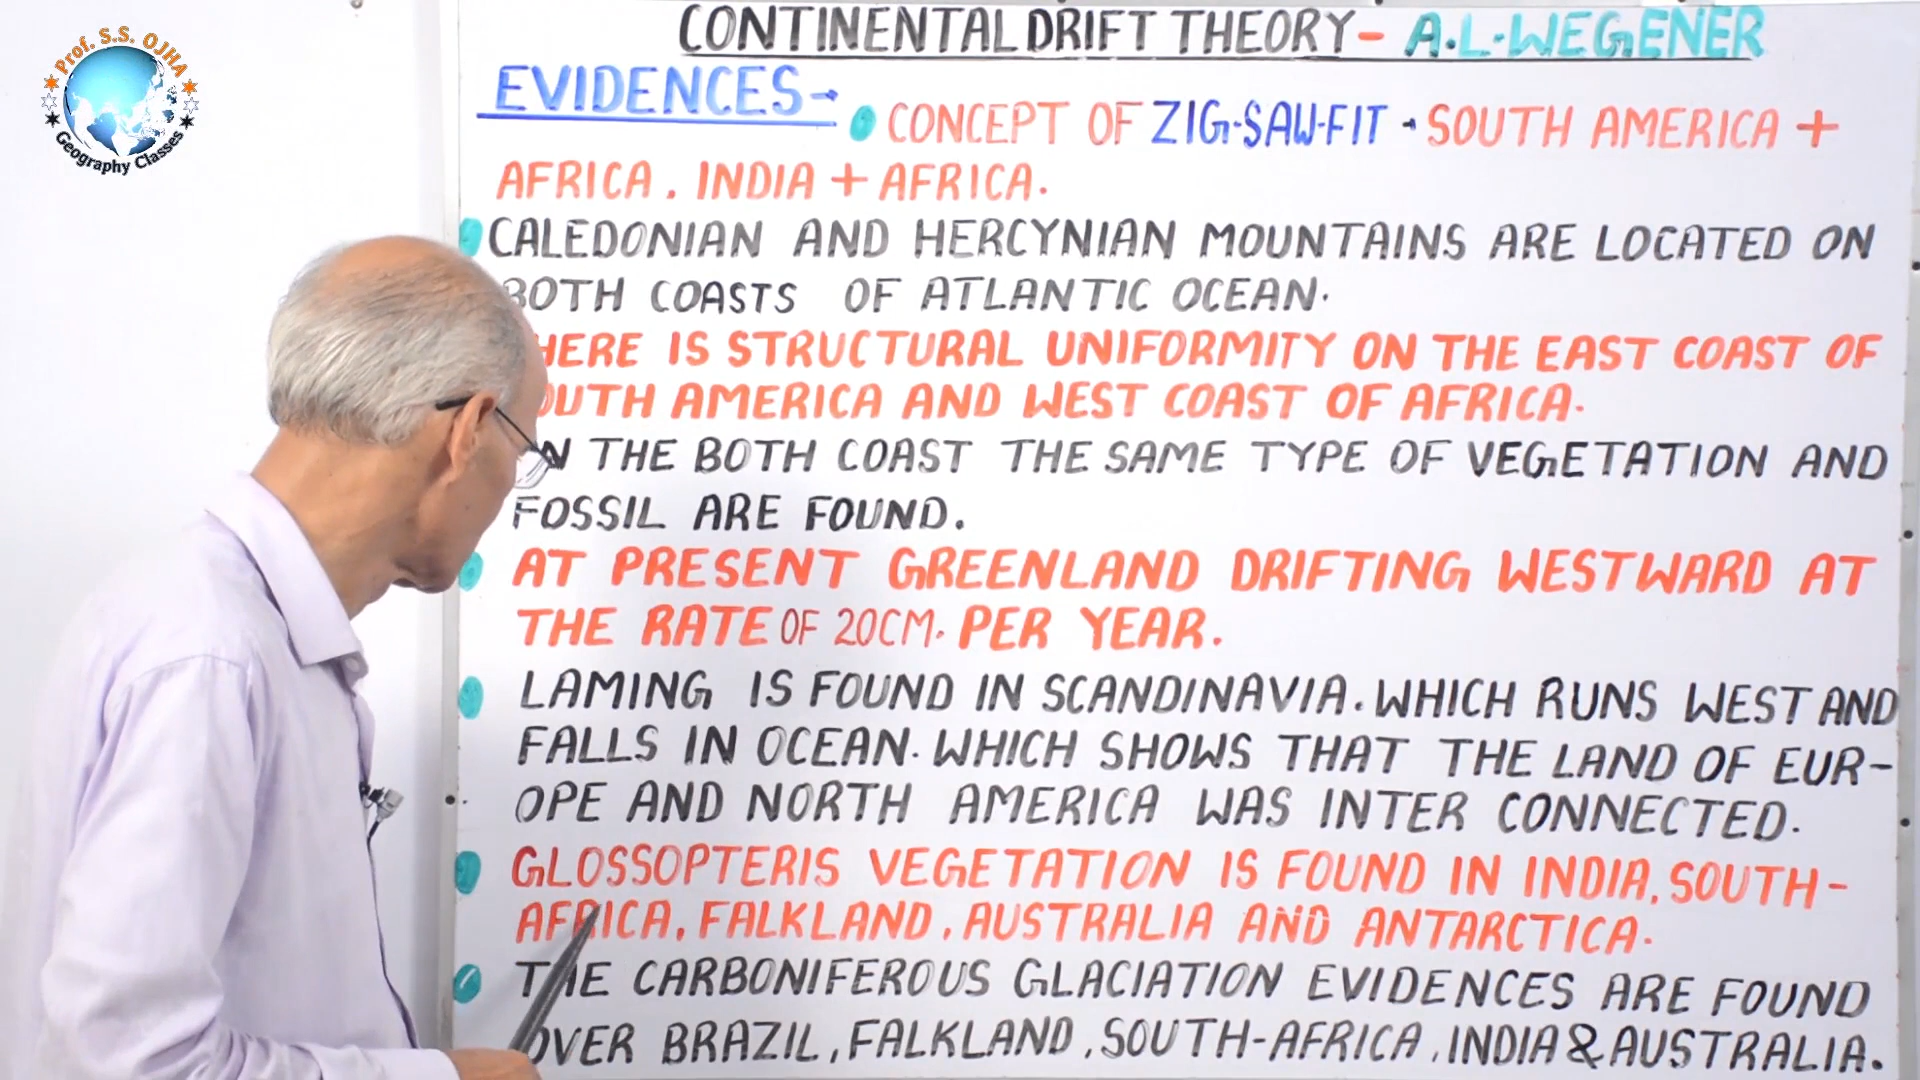 Prof. S.S. OJHA
Geography Classes
CONTINENTAL DRIFT THEORY - A.L. WEGENER
EVIDENCES-
CONCEPT OF ZIG-SAW-FIT - SOUTH AMERICA +
AFRICA, INDIA + AFRICA.
CALEDONIAN AND HERCYNIAN MOUNTAINS ARE LOCATED ON
BOTH COASTS OF ATLANTIC OCEAN.
HERE IS STRUCTURAL UNIFORMITY ON THE EAST COAST OF
OUTH AMERICA AND WEST COAST OF AFRICA.
N THE BOTH COAST THE SAME TYPE OF VEGETATION AND
FOSSIL ARE FOUND.
AT PRESENT GREENLAND DRIFTING WESTWARD AT
THE RATE OF 20CM. PER YEAR.
LAMING IS FOUND IN SCANDINAVIA. WHICH RUNS WEST AND
FALLS IN OCEAN. WHICH SHOWS THAT THE LAND OF EUR-
OPE AND NORTH AMERICA WAS INTER CONNECTED.
GLOSSOPTERIS VEGETATION IS FOUND IN INDIA, SOUTH-
AFRICA, FALKLAND, AUSTRALIA AND ANTARCTICA.
THE CARBONIFEROUS GLACIATION EVIDENCES ARE FOUND
OVER BRAZIL, FALKLAND, SOUTH-AFRICA, INDIA & AUSTRALIA.